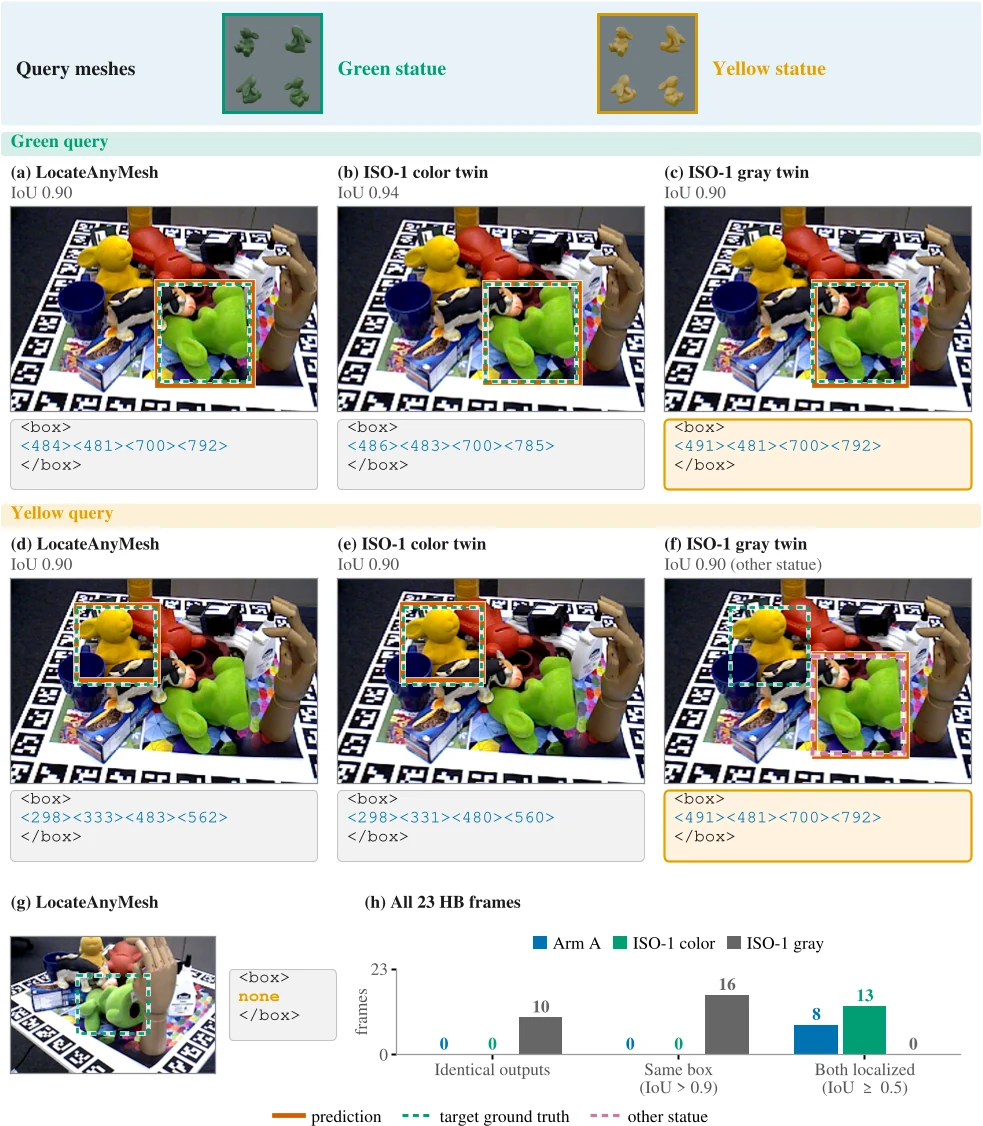 Query meshes
Green statue
Yellow statue
Green query
(a) LocateAnyMesh
IoU 0.90
(b) ISO-1 color twin
IoU 0.94
(c) ISO-1 gray twin
IoU 0.90
<box>
<484><481><700><792>
</box>
<box>
<486><483><700><785>
</box>
<box>
<491><481><700><792>
</box>
Yellow query
(d) LocateAnyMesh
IoU 0.90
(e) ISO-1 color twin
IoU 0.90
(f) ISO-1 gray twin
IoU 0.90 (other statue)
<box>
<298><333><483><562>
</box>
<box>
<298><331><480><560>
</box>
<box>
<491><481><700><792>
</box>
(g) LocateAnyMesh
<box>
none
</box>
(h) All 23 HB frames
Arm A
ISO-1 color
ISO-1 gray
frames
23
0
0
0
10
0
0
16
8
13
0
Identical outputs
Same box
(IoU > 0.9)
Both localized
(IoU ≥ 0.5)
prediction
target ground truth
other statue